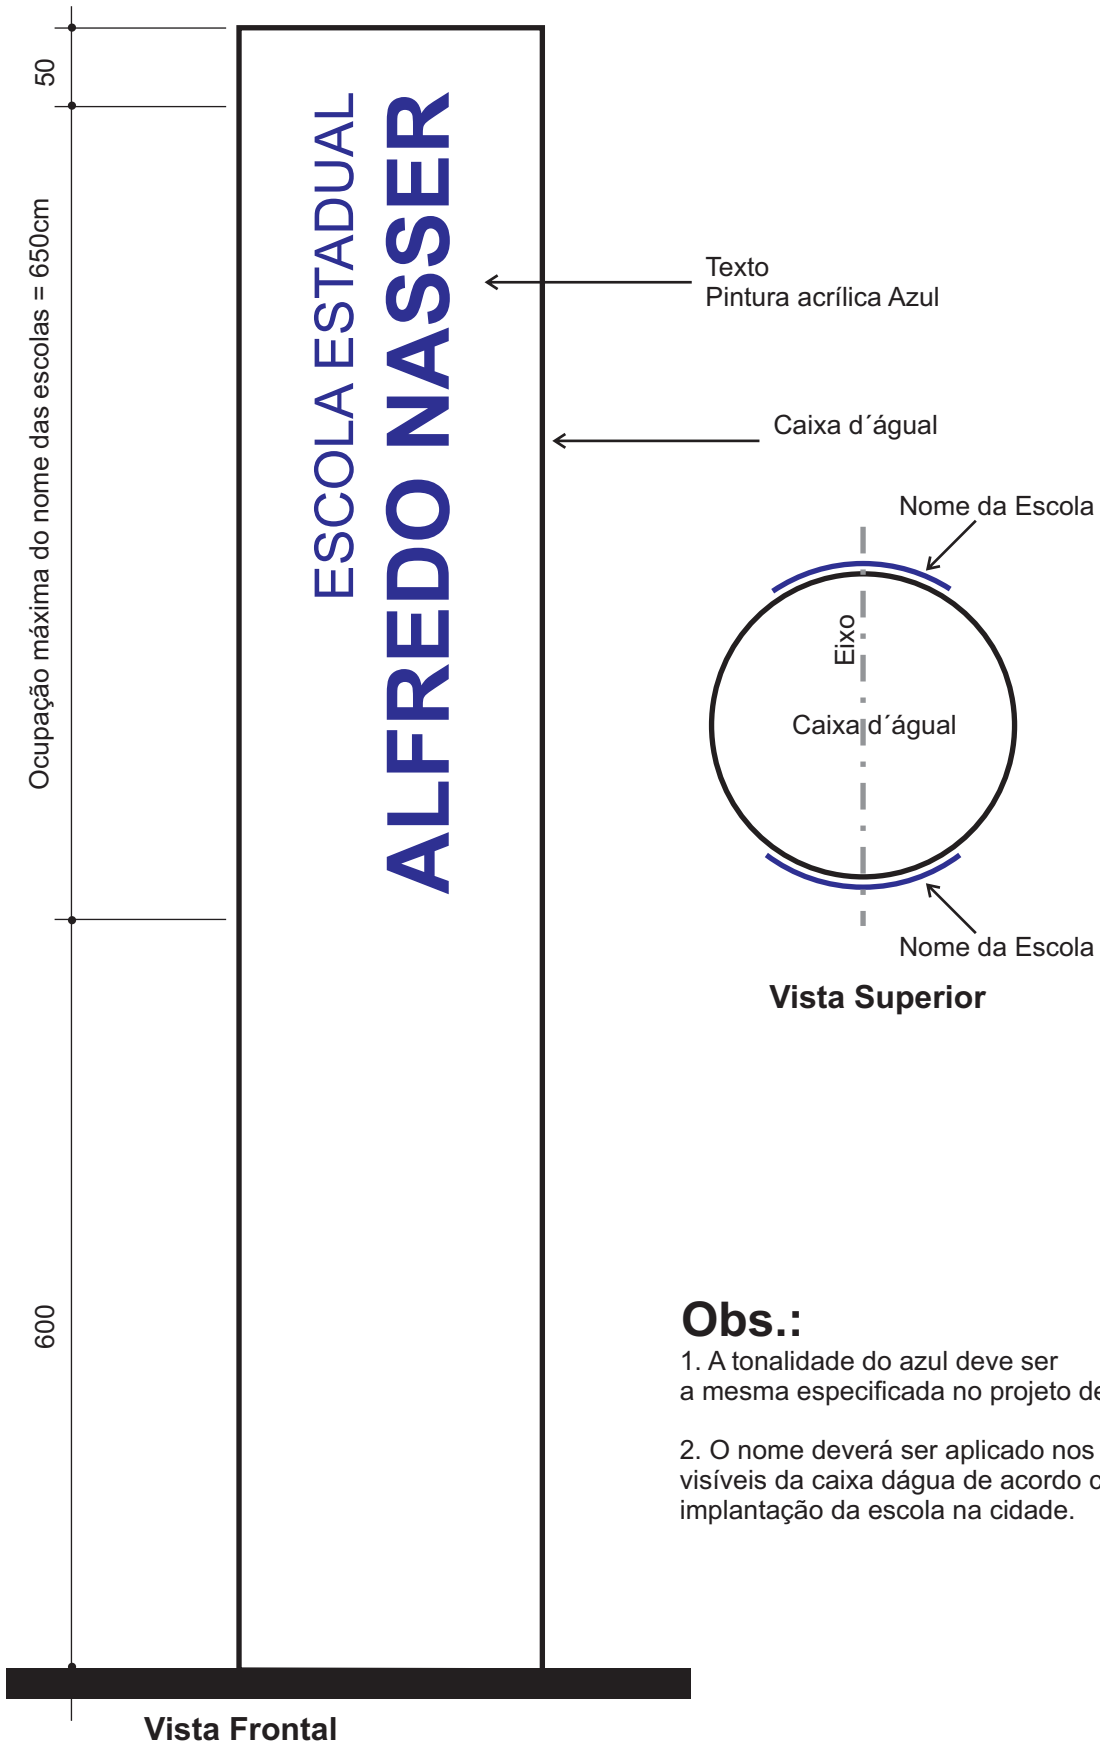 50
Ocupação máxima do nome das escolas = 650cm
600
ESCOLA ESTADUAL
ALFREDO NASSER
Texto
Pintura acrílica Azul
Caixa d´águal
Nome da Escola
Eixo
Caixa d´águal
Nome da Escola
Vista Superior
Obs.:
1. A tonalidade do azul deve ser
a mesma especificada no projeto de
2. O nome deverá ser aplicado nos
visíveis da caixa dágua de acordo
implantação da escola na cidade.
Vista Frontal